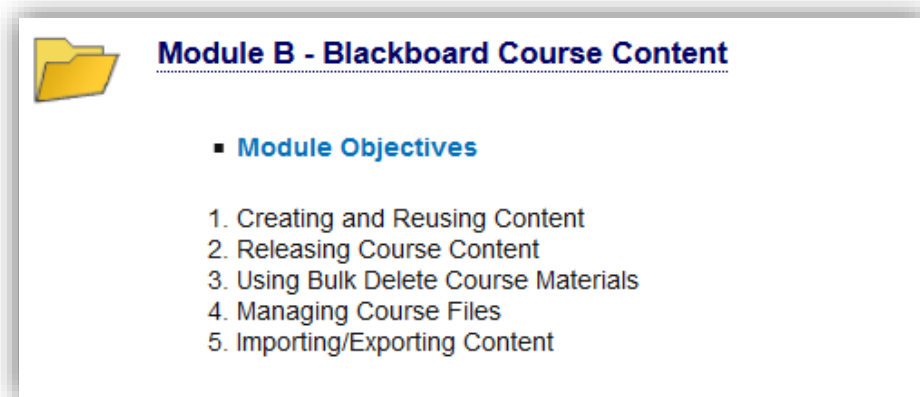 Module B - Blackboard Course Content
▪ Module Objectives
1. Creating and Reusing Content
2. Releasing Course Content
3. Using Bulk Delete Course Materials
4. Managing Course Files
5. Importing/Exporting Content